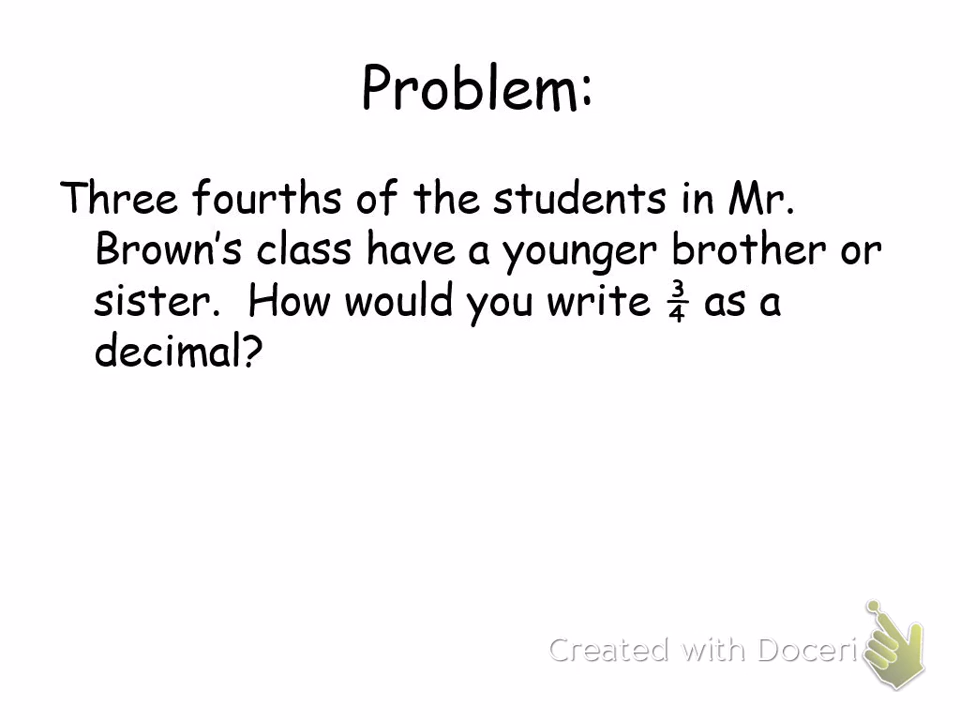 Problem:
Three fourths of the students in Mr.
Brown’s class have a younger brother or
sister.  How would you write ¾ as a
decimal?
Created with Doceri